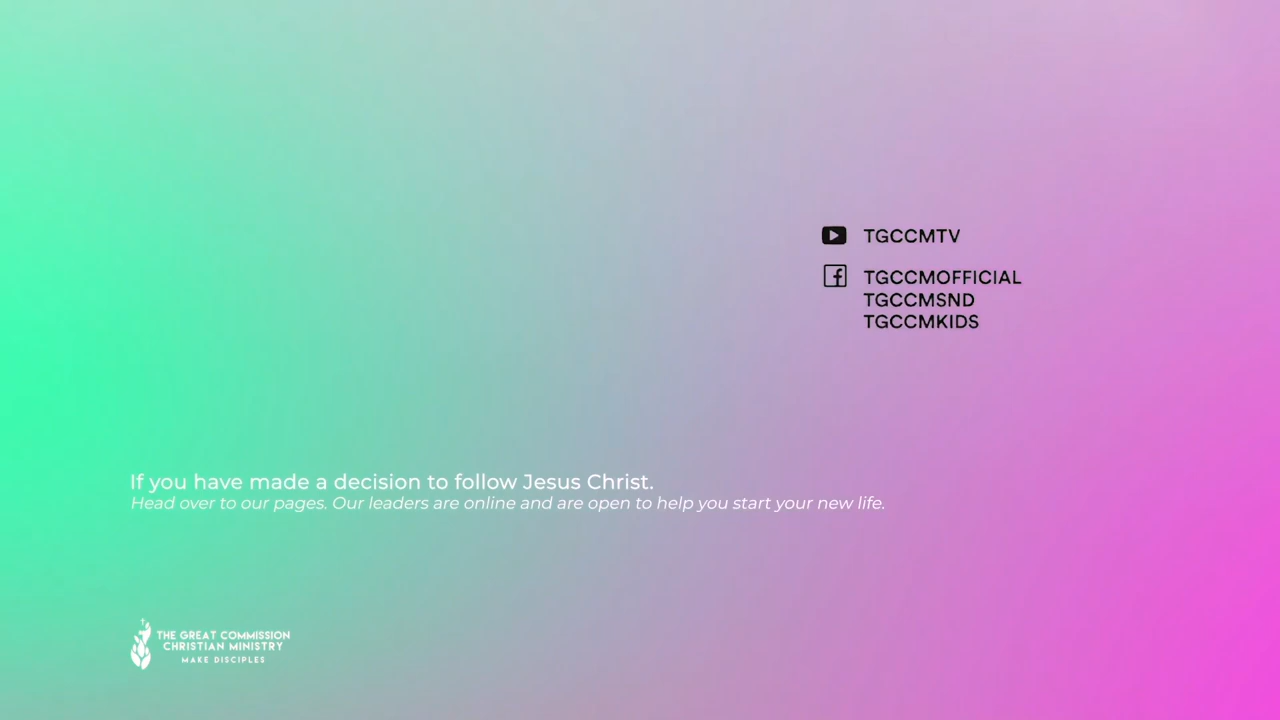 TGCCMTV
TGCCMOFFICIAL
TGCCMSND
TGCCMKIDS
If you have made a decision to follow Jesus Christ.
Head over to our pages. Our leaders are online and are open to help you start your new life.
THE GREAT COMMISSION
CHRISTIAN MINISTRY
MAKE DISCIPLES